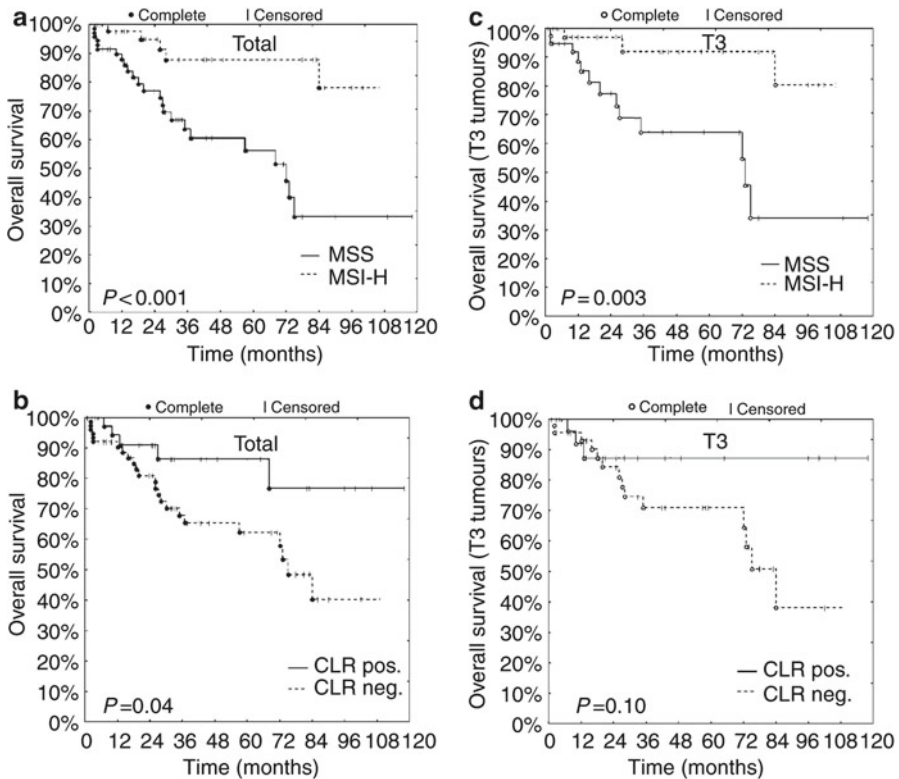 a
Complete
Censored
Total
Overall survival
100%
90%
80%
70%
60%
50%
40%
30%
20%
10%
0%
MSS
MSI-H
P<0.001
0 12 24 36 48 60 72 84 96 108 120
Time (months)
c
Complete
Censored
T3
Overall survival (T3 tumours)
100%
90%
80%
70%
60%
50%
40%
30%
20%
10%
0%
MSS
MSI-H
P=0.003
0 12 24 36 48 60 72 84 96 108 120
Time (months)
b
Complete
Censored
Total
Overall survival
100%
90%
80%
70%
60%
50%
40%
30%
20%
10%
0%
CLR pos.
CLR neg.
P=0.04
0 12 24 36 48 60 72 84 96 108 120
Time (months)
d
Complete
Censored
T3
Overall survival (T3 tumours)
100%
90%
80%
70%
60%
50%
40%
30%
20%
10%
0%
CLR pos.
CLR neg.
P=0.10
0 12 24 36 48 60 72 84 96 108 120
Time (months)